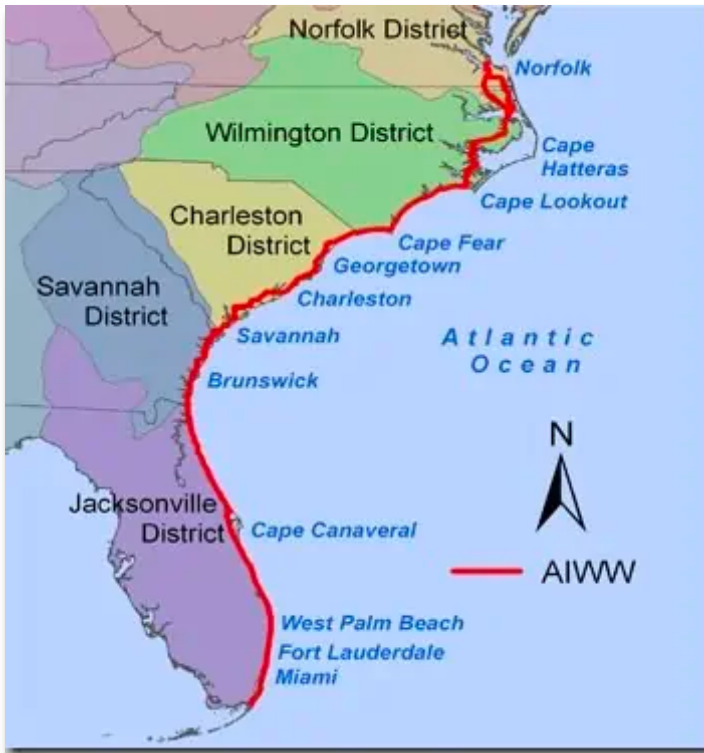 Norfolk District
Norfolk
Wilmington District
Cape
Hatteras
Cape Lookout
Charleston
District
Cape Fear
Georgetown
Charleston
Savannah
District
Savannah
Brunswick
Atlantic
Ocean
N
Jacksonville
District
Cape Canaveral
AIWW
West Palm Beach
Fort Lauderdale
Miami